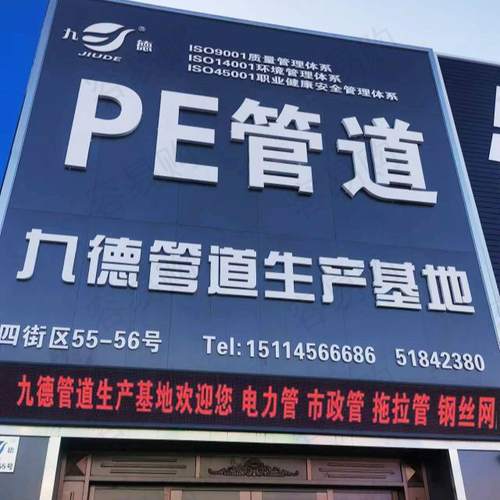 九德
JIUDE
ISO9001质量管理体系
ISO14001环境管理体系
ISO45001职业健康安全管理体系
PE管道
九德管道生产基地
四街区55-56号 Tel:15114566686 51842380
九德管道生产基地欢迎您 电力管 市政管 拖拉管 钢丝网